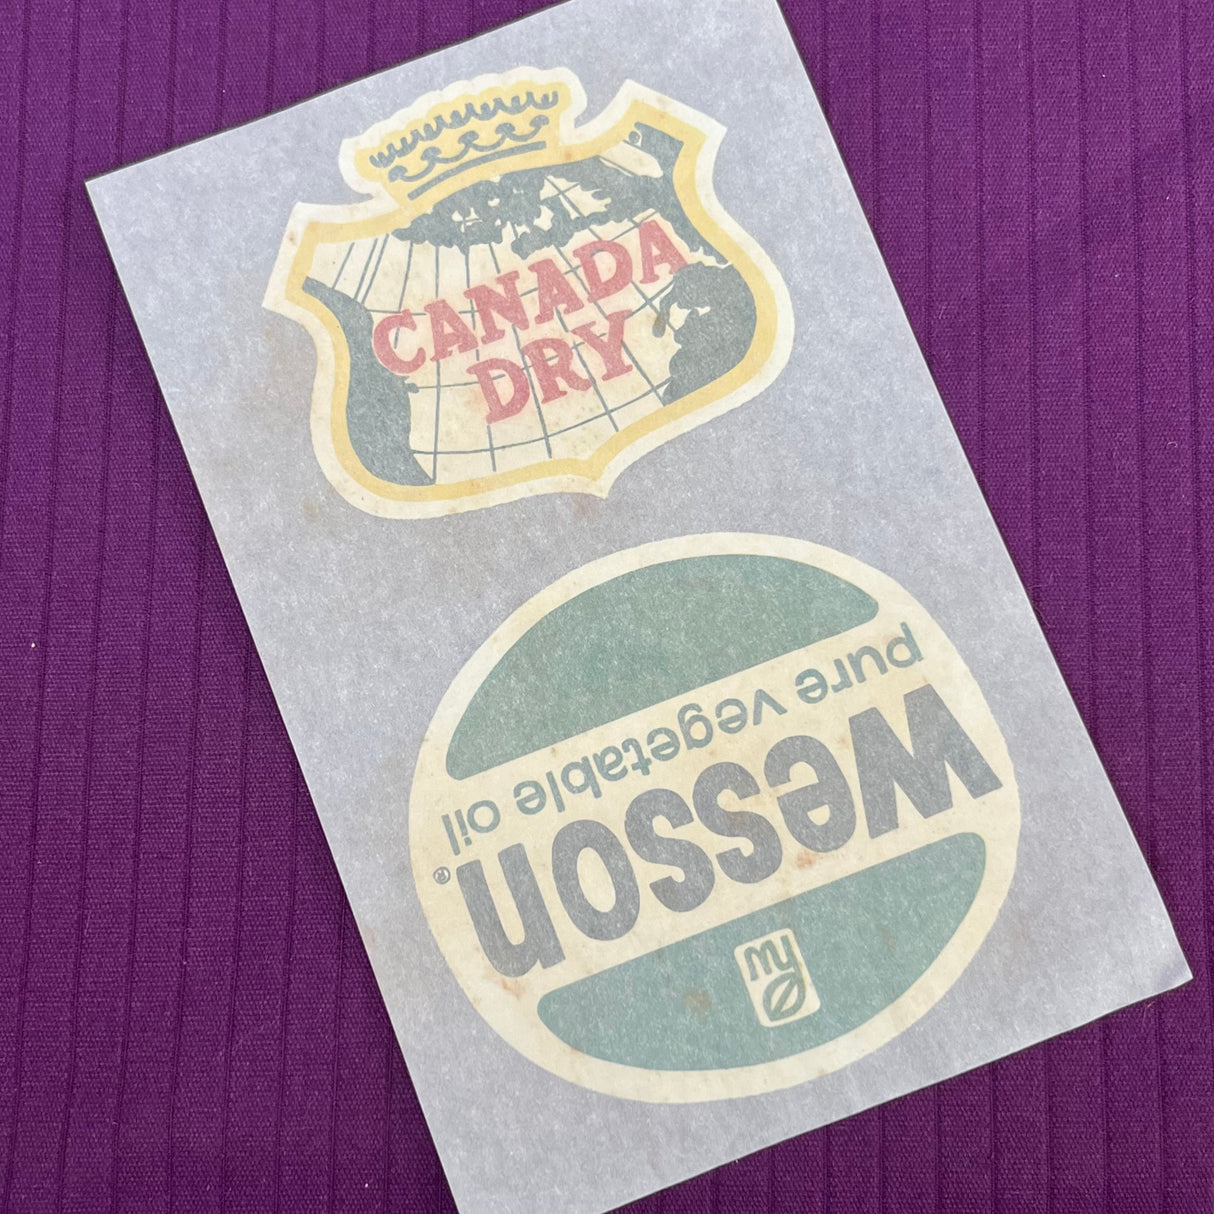 CANADA
DRY
wesson®
pure vegetable oil